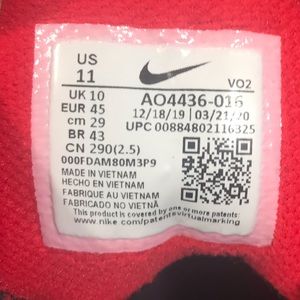 US
11
VO2
UK 10
EUR 45
cm 29
BR 43
CN 290(2.5)
AO4436-016
12/18/19 03/21/20
UPC 00884802116325
000FDAM80M3P9
MADE IN VIETNAM
HECHO EN VIETNAM
FABRIQUE AU VIETNAM
FABRICADO NO VIETNÃ
This product is covered by one or more patents. See
www.nike.com/patentsvirtualmarking